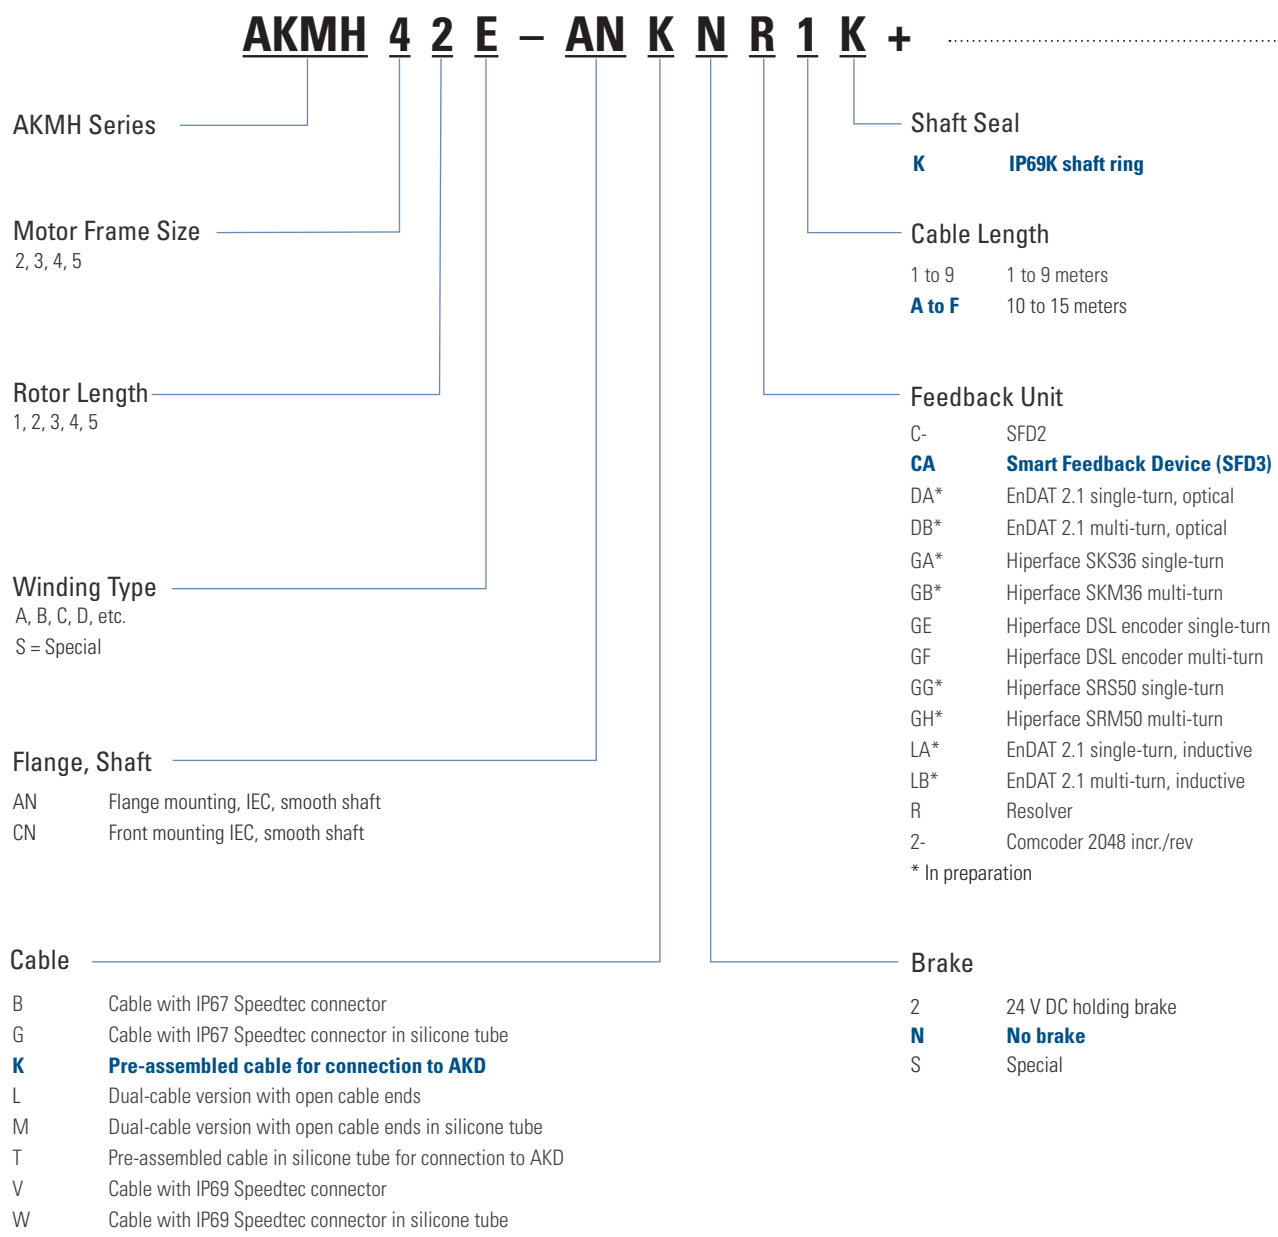 AKMH 4 2 E – AN K N R 1 K +
AKMH Series
Motor Frame Size
2, 3, 4, 5
Rotor Length
1, 2, 3, 4, 5
Winding Type
A, B, C, D, etc.
S = Special
Flange, Shaft
AN Flange mounting, IEC, smooth shaft
CN Front mounting IEC, smooth shaft
Cable
B Cable with IP67 Speedtec connector
G Cable with IP67 Speedtec connector in silicone tube
K Pre-assembled cable for connection to AKD
L Dual-cable version with open cable ends
M Dual-cable version with open cable ends in silicone tube
T Pre-assembled cable in silicone tube for connection to AKD
V Cable with IP69 Speedtec connector
W Cable with IP69 Speedtec connector in silicone tube
Shaft Seal
K IP69K shaft ring
Cable Length
1 to 9 1 to 9 meters
A to F 10 to 15 meters
Feedback Unit
C- SFD2
CA Smart Feedback Device (SFD3)
DA* EnDAT 2.1 single-turn, optical
DB* EnDAT 2.1 multi-turn, optical
GA* Hiperface SKS36 single-turn
GB* Hiperface SKM36 multi-turn
GE Hiperface DSL encoder single-turn
GF Hiperface DSL encoder multi-turn
GG* Hiperface SRS50 single-turn
GH* Hiperface SRM50 multi-turn
LA* EnDAT 2.1 single-turn, inductive
LB* EnDAT 2.1 multi-turn, inductive
R Resolver
2- Comcoder 2048 incr./rev
* In preparation
Brake
2 24 V DC holding brake
N No brake
S Special